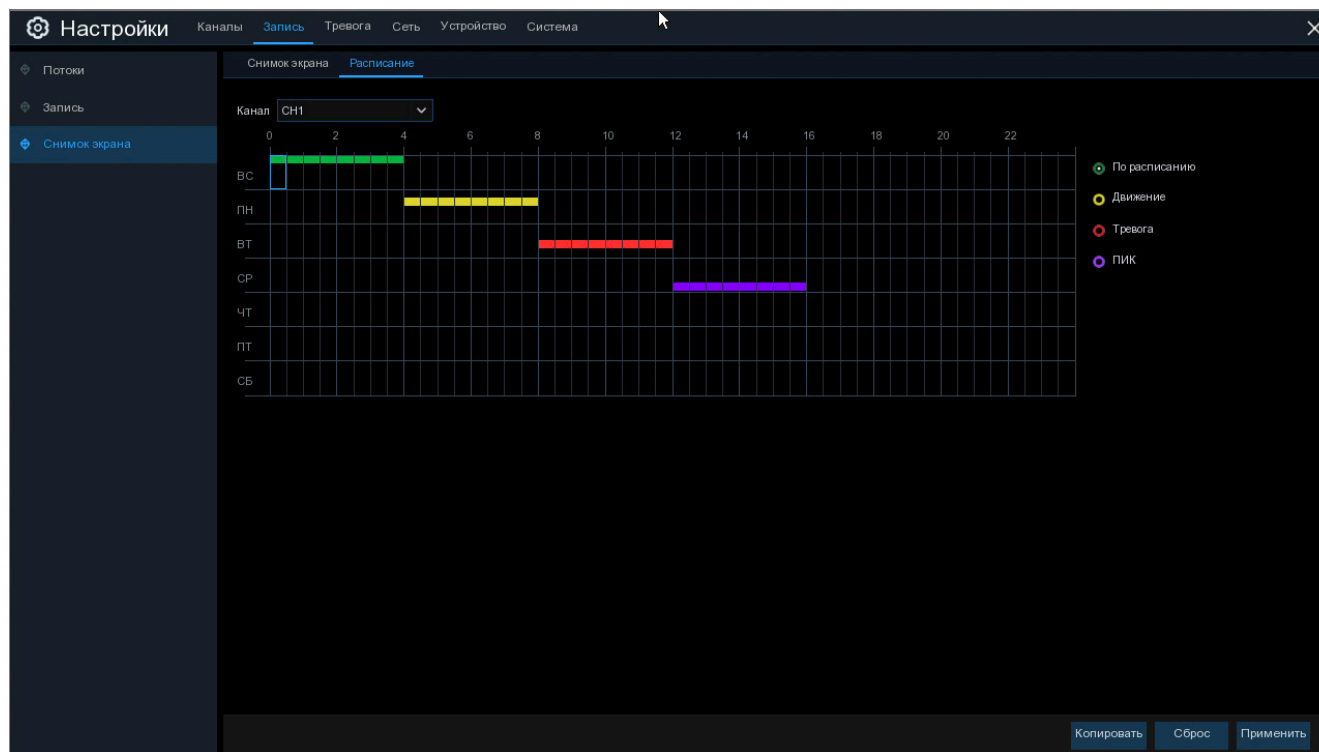 Настройки Каналы Запись Тревога Сеть Устройство Система
Потоки
Запись
Снимок экрана
Снимок экрана Расписание
Канал CH1
0 2 4 6 8 10 12 14 16 18 20 22
ВС
ПН
ВТ
СР
ЧТ
ПТ
СБ
По расписанию
Движение
Тревога
ПИК
Копировать Сброс Применить